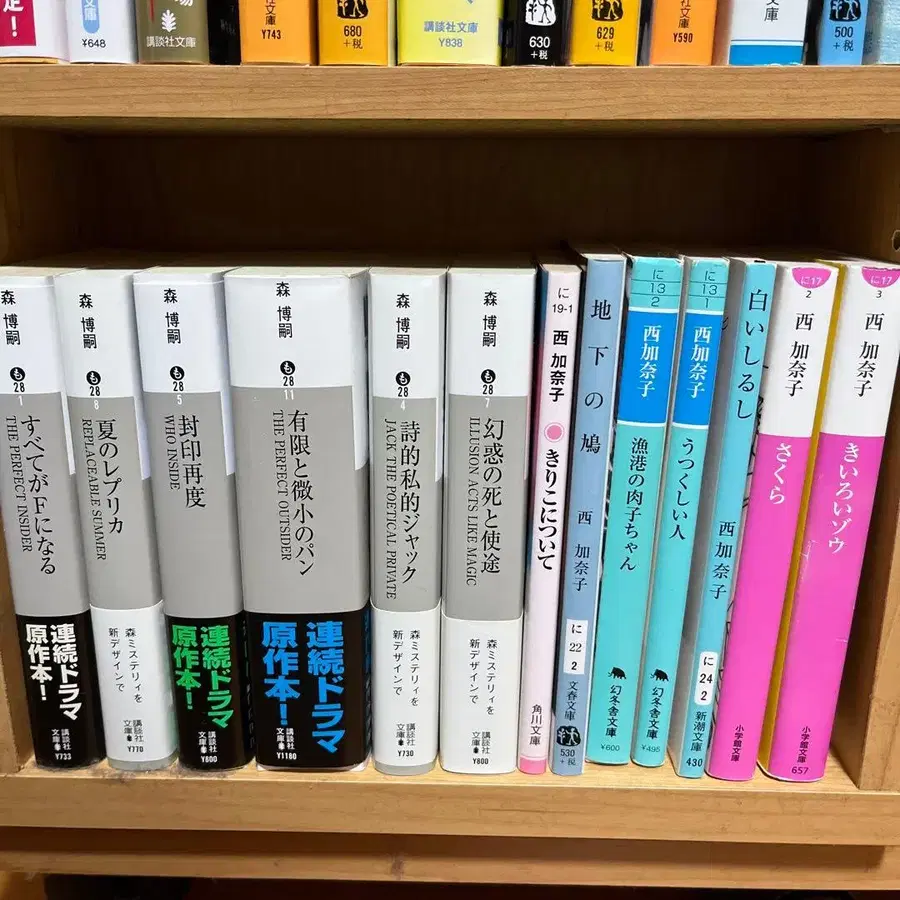 足!
¥648
講談社文庫
文庫
¥743
680
+税
講談社文庫
¥838
630
+税
629
+税
文庫
¥590
文庫
500
+税
森 博嗣
も
28
1
すべてがFになる
THE PERFECT INSIDER
連続ドラマ
原作本!
講談社
文庫
¥733
森 博嗣
も
28
8
夏のレプリカ
REPLACEABLE SUMMER
森ミステリィを
新デザインで
講談社
文庫
¥770
森 博嗣
も
28
5
封印再度
WHO INSIDE
連続ドラマ
原作本!
講談社
文庫
¥800
森 博嗣
も
28
11
有限と微小のパン
THE PERFECT OUTSIDER
連続ドラマ
原作本!
講談社
文庫
¥1180
森 博嗣
も
28
4
詩的私的ジャック
JACK THE POETICAL PRIVATE
森ミステリィを
新デザインで
講談社
文庫
¥730
森 博嗣
も
28
7
幻惑の死と使途
ILLUSION ACTS LIKE MAGIC
森ミステリィを
新デザインで
講談社
文庫
¥800
に
19-1
西 加奈子
きりこについて
角川文庫
地下の鳩
西 加奈子
に
22
2
文春文庫
530
+税
に
13
2
西加奈子
漁港の肉子ちゃん
幻冬舎文庫
¥600
に
13
1
西加奈子
うつくしい人
幻冬舎文庫
¥495
白いしるし
西 加奈子
に
24
2
新潮文庫
430
に17
2
西 加奈子
さくら
小学館文庫
に17
3
西 加奈子
きいろいゾウ
小学館文庫
657